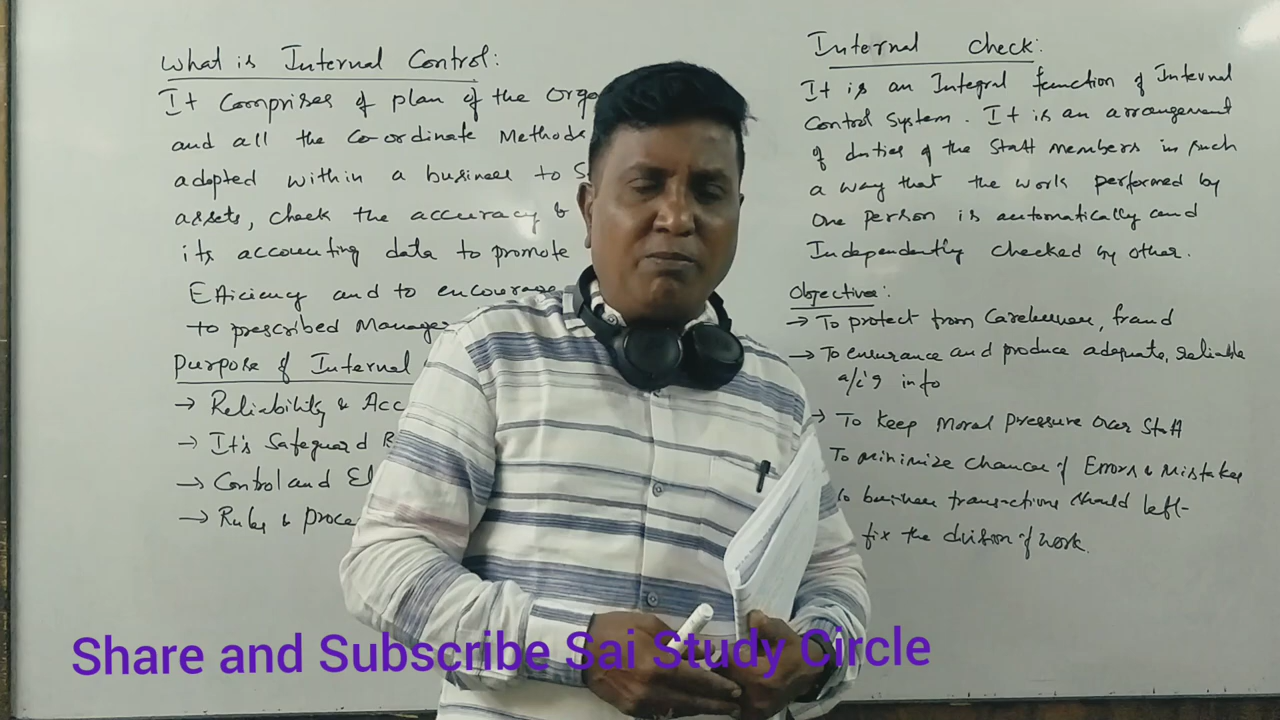 What is Internal Control:
It Comprises of plan of the Orga
and all the Co-ordinate Methods
adopted within a business to S
assets, check the accuracy &
its accounting data to promote
Efficiency and to encourage
to prescribed Manager
Purpose of Internal
→ Reliability & Acc
→ It's Safeguard R
→ Control and El
→ Rules & proce
Internal check:
It is an Integral function of Internal
Control System. It is an arrangement
of duties of the Staff members in such
a way that the work performed by
One person is automatically and
Independently checked by other.
Objectives:
→ To protect from Carelessness, fraud
→ To ensurance and produce adequate, reliable
a/c'g info
→ To keep Moral Pressure Over Staff
To minimize chances of Errors & Mistakes
To business transactions should left-
fix the division of work.
Share and Subscribe Sai Study Circle